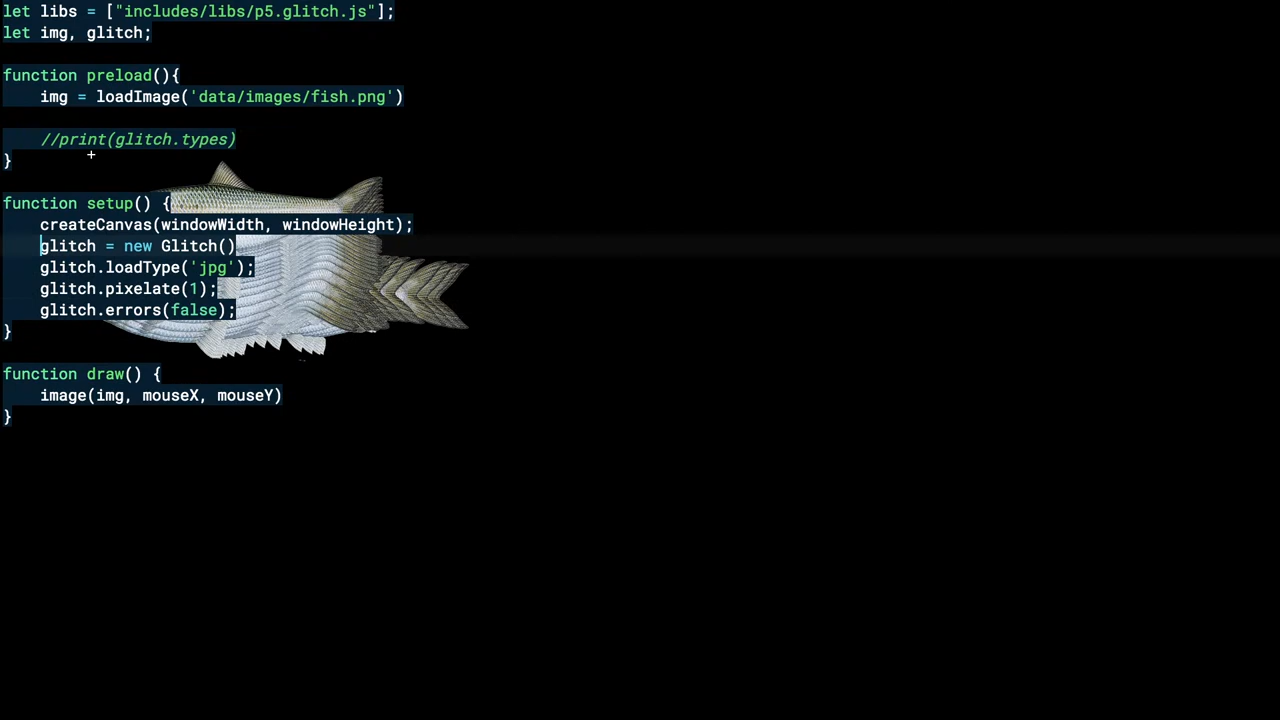 let libs = ["includes/libs/p5.glitch.js"];
let img, glitch;
function preload(){
img = loadImage('data/images/fish.png')
//print(glitch.types)
}
function setup() {
createCanvas(windowWidth, windowHeight);
glitch = new Glitch()
glitch.loadType('jpg');
glitch.pixelate(1);
glitch.errors(false);
}
function draw() {
image(img, mouseX, mouseY)
}